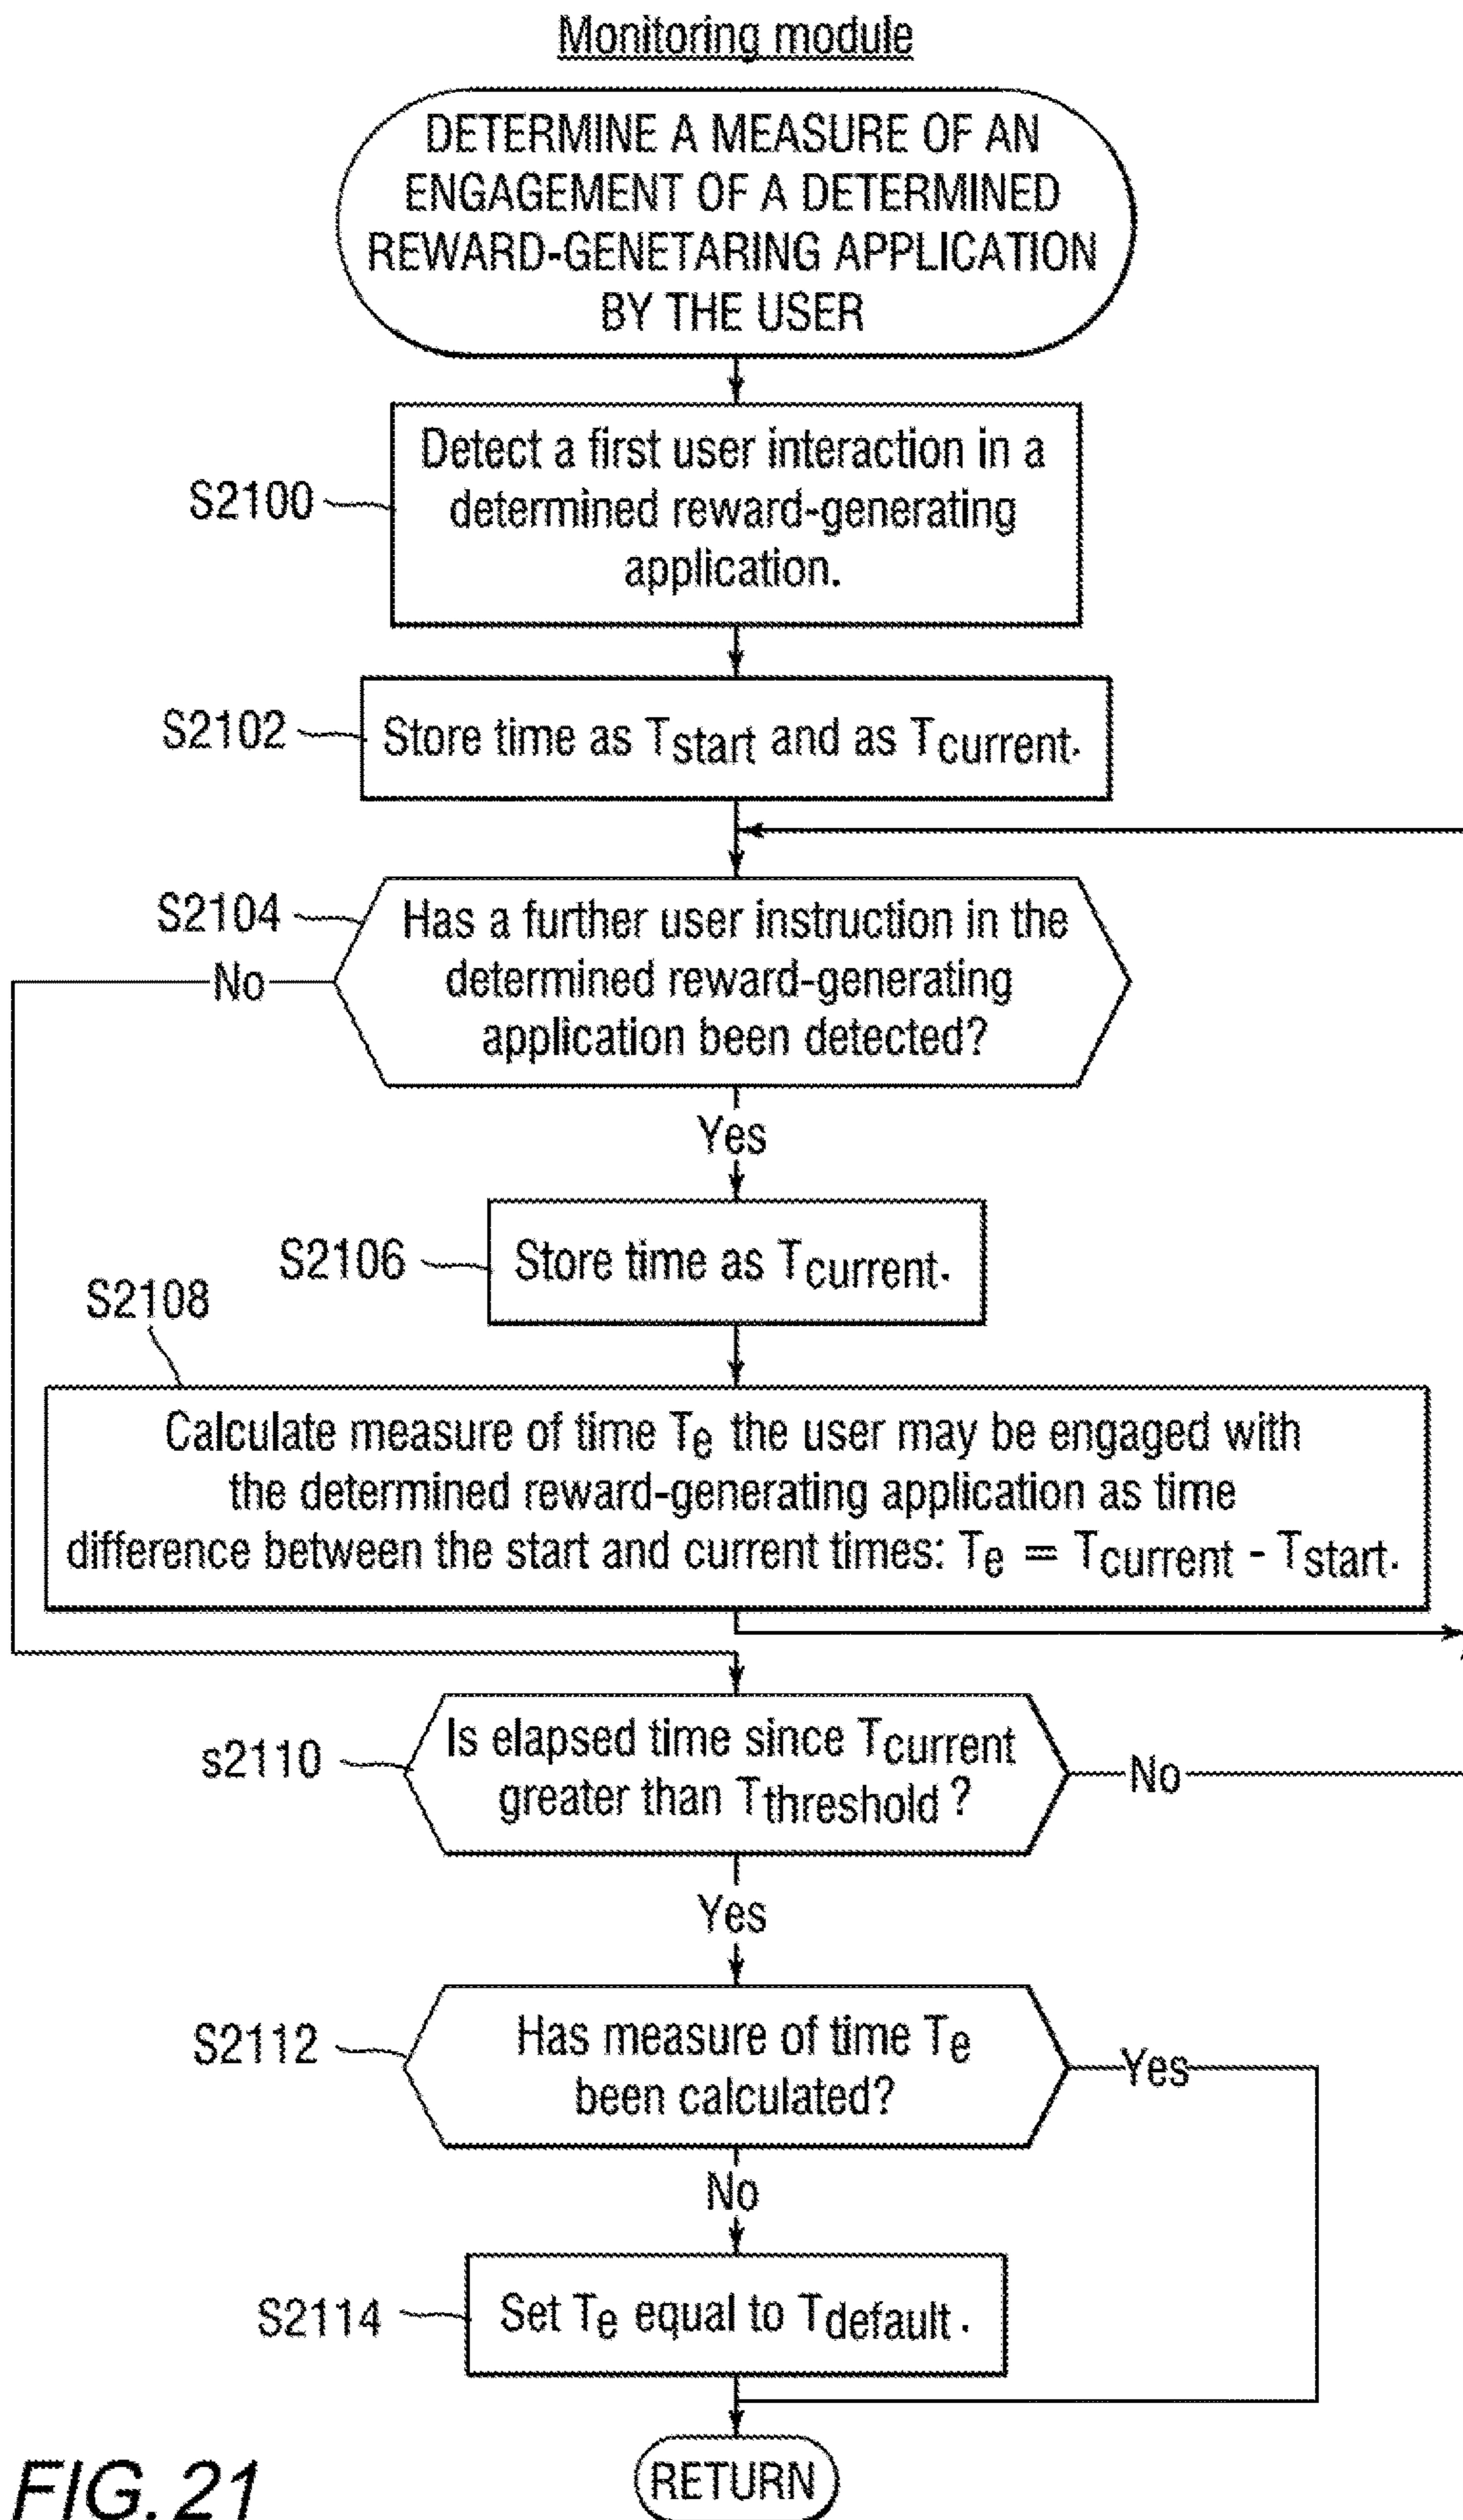 Monitoring module
DETERMINE A MEASURE OF AN
ENGAGEMENT OF A DETERMINED
REWARD-GENETARING APPLICATION
BY THE USER
S2100
Detect a first user interaction in a
determined reward-generating
application.
S2102
Store time as Tstart and as Tcurrent.
S2104
Has a further user instruction in the
determined reward-generating
application been detected?
No
Yes
S2106
Store time as Tcurrent.
S2108
Calculate measure of time Te the user may be engaged with
the determined reward-generating application as time
difference between the start and current times: Te = Tcurrent - Tstart.
s2110
Is elapsed time since Tcurrent
greater than Tthreshold ?
No
Yes
S2112
Has measure of time Te
been calculated?
Yes
No
S2114
Set Te equal to Tdefault .
RETURN
FIG. 21